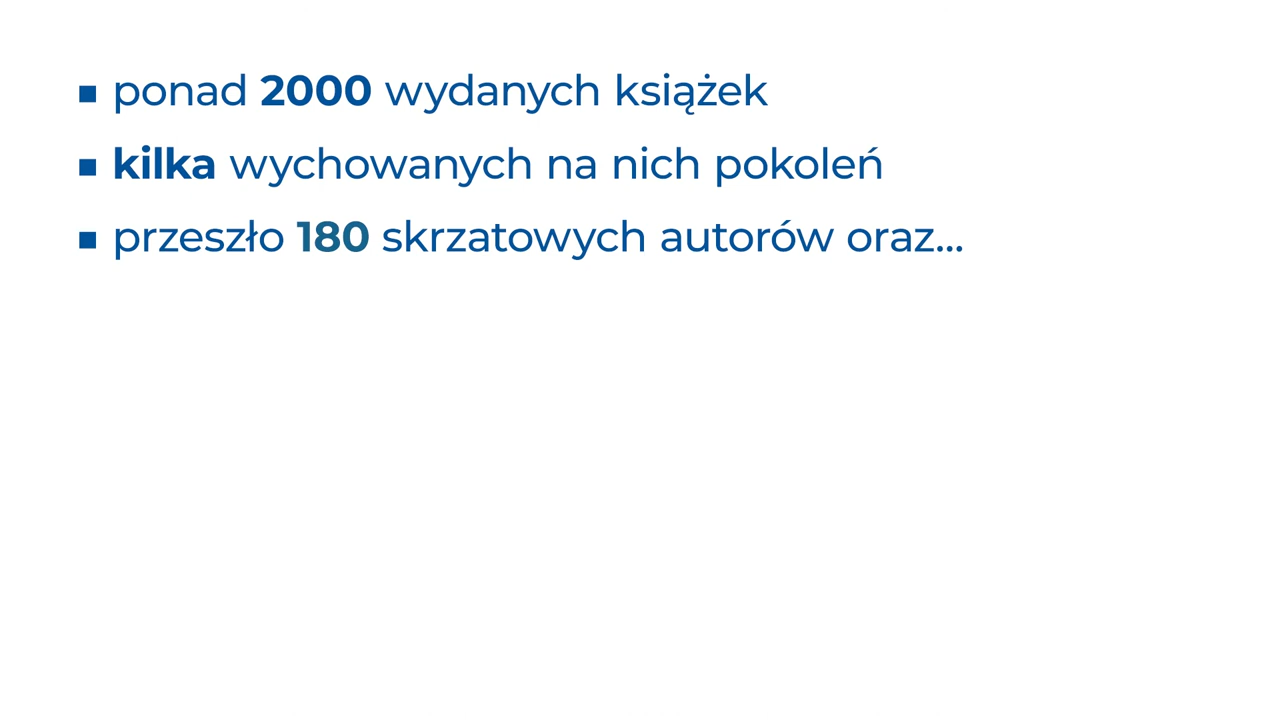 ▪ ponad 2000 wydanych książek
▪ kilka wychowanych na nich pokoleń
▪ przeszło 180 skrzatowych autorów oraz...